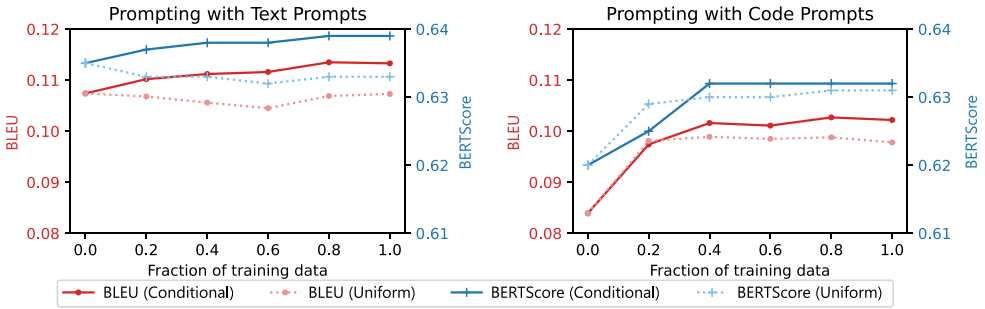 Prompting with Text Prompts
0.12
0.11
0.10
0.09
0.08
BLEU
0.64
0.63
0.62
0.61
BERTScore
0.0 0.2 0.4 0.6 0.8 1.0
Fraction of training data
Prompting with Code Prompts
0.12
0.11
0.10
0.09
0.08
BLEU
0.64
0.63
0.62
0.61
BERTScore
0.0 0.2 0.4 0.6 0.8 1.0
Fraction of training data
BLEU (Conditional) BLEU (Uniform) BERTScore (Conditional) BERTScore (Uniform)